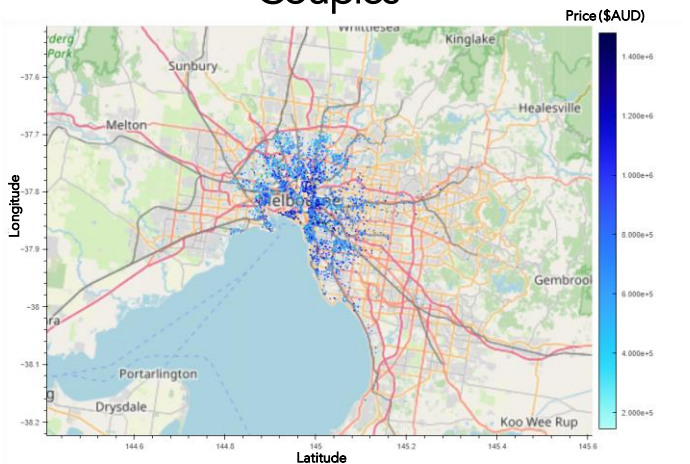 Couples
Price ($AUD)
Whittlesea
Kinglake
Park
Sunbury
−37.6
1.400e+6
Healesville
1.200e+6
Melton
−37.7
1.000e+6
−37.8
Longitude
8.000e+5
−37.9
Gembrook
6.000e+5
−38
4.000e+5
−38.1
Portarlington
Drysdale
2.000e+5
Koo Wee Rup
−38.2
144.6
144.8
145
145.2
145.4
145.6
Latitude